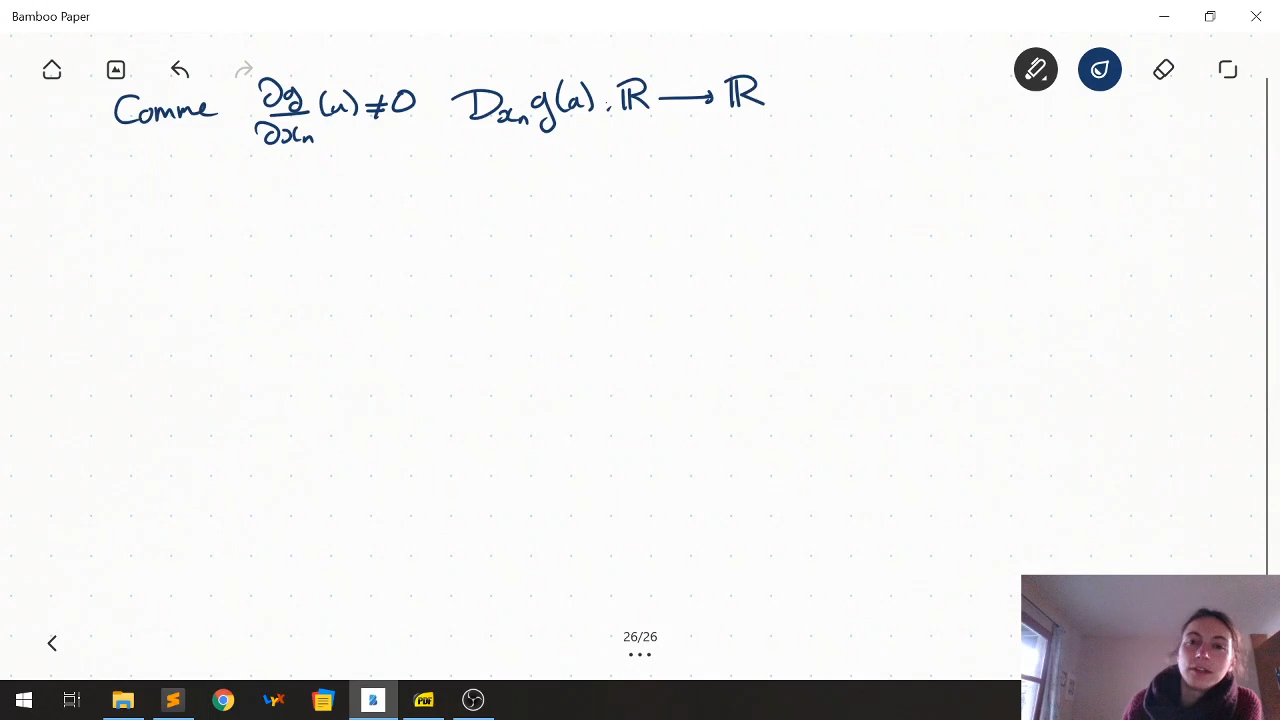 Bamboo Paper
Comme ∂g/∂xₙ (a) ≠ 0 Dₓₙ g(a) : ℝ ⟶ ℝ
26/26